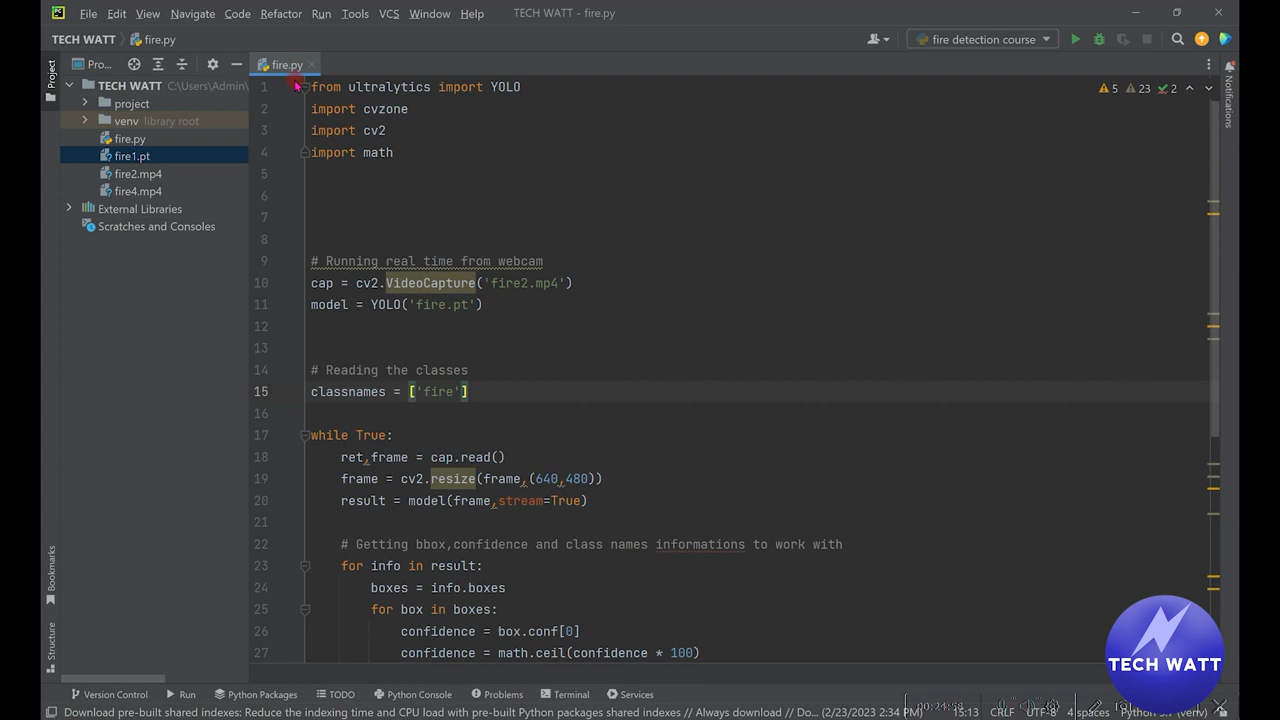 File Edit View Navigate Code Refactor Run Tools VCS Window Help TECH WATT - fire.py
TECH WATT fire.py fire detection course
Project
Pro...
fire.py
TECH WATT C:\Users\Admin\
project
venv library root
fire.py
fire1.pt
fire2.mp4
fire4.mp4
External Libraries
Scratches and Consoles
5 23 2
Notifications
1 from ultralytics import YOLO
2 import cvzone
3 import cv2
4 import math
5
6
7
8
9 # Running real time from webcam
10 cap = cv2.VideoCapture('fire2.mp4')
11 model = YOLO('fire.pt')
12
13
14 # Reading the classes
15 classnames = ['fire']
16
17 while True:
18 ret,frame = cap.read()
19 frame = cv2.resize(frame,(640,480))
20 result = model(frame,stream=True)
21
22 # Getting bbox,confidence and class names informations to work with
23 for info in result:
24 boxes = info.boxes
25 for box in boxes:
26 confidence = box.conf[0]
27 confidence = math.ceil(confidence * 100)
Bookmarks
Structure
TECH WATT
Version Control Run Python Packages TODO Python Console Problems Terminal Services
Download pre-built shared indexes: Reduce the indexing time and CPU load with pre-built Python packages shared indexes // Always download // Do... (2/23/2023 2:34 PM) 15:13 CRLF UTF-8 4 spaces